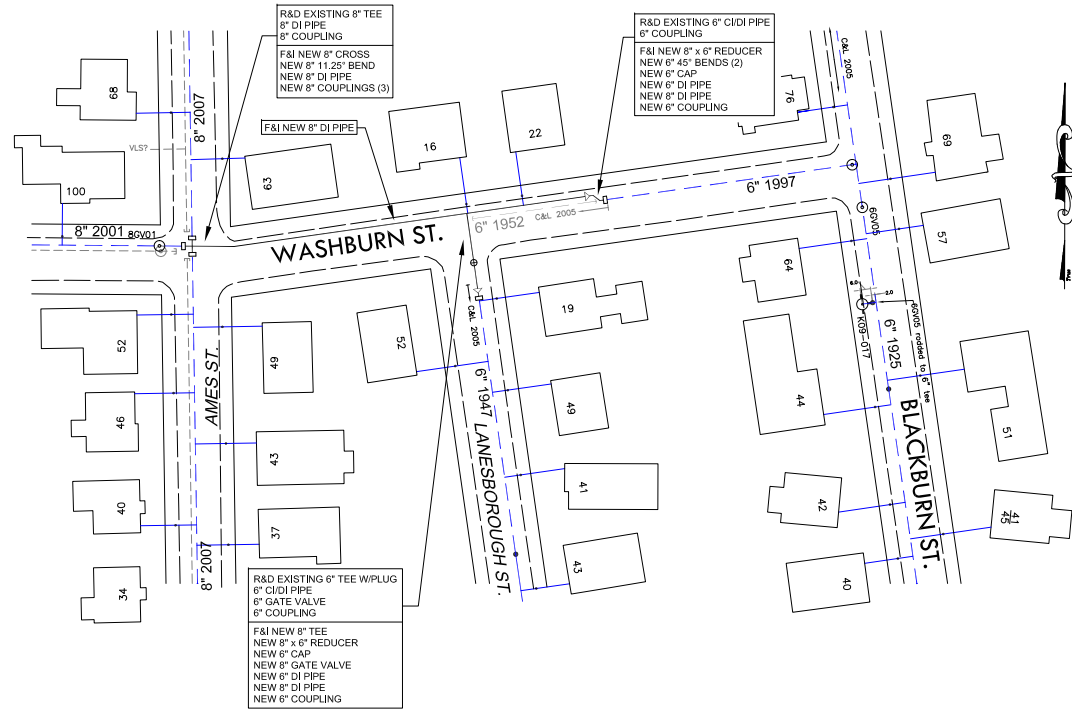 R&D EXISTING 8" TEE
8" DI PIPE
8" COUPLING
F&I NEW 8" CROSS
NEW 8" 11.25° BEND
NEW 8" DI PIPE
NEW 8" COUPLINGS (3)
R&D EXISTING 6" CI/DI PIPE
6" COUPLING
F&I NEW 8" x 6" REDUCER
NEW 6" 45° BENDS (2)
NEW 6" CAP
NEW 6" DI PIPE
NEW 8" DI PIPE
NEW 6" COUPLING
F&I NEW 8" DI PIPE
68
8" 2007
VLS?
63
100
16
22
76
C&L 2005
69
8" 2001
8GV01
WASHBURN ST.
6" 1952
C&L 2005
6" 1997
6GV05
57
64
52
49
AMES ST.
46
43
40
37
34
8" 2007
52
C&L 2005
19
6" 1947
LANESBOROUGH ST.
49
41
43
6.0
2.0
K09-017
6GV05 rodded to 6" tee
6" 1925
BLACKBURN ST.
44
51
42
41
45
40
R&D EXISTING 6" TEE W/PLUG
6" CI/DI PIPE
6" GATE VALVE
6" COUPLING
F&I NEW 8" TEE
NEW 8" x 6" REDUCER
NEW 6" CAP
NEW 8" GATE VALVE
NEW 6" DI PIPE
NEW 8" DI PIPE
NEW 6" COUPLING